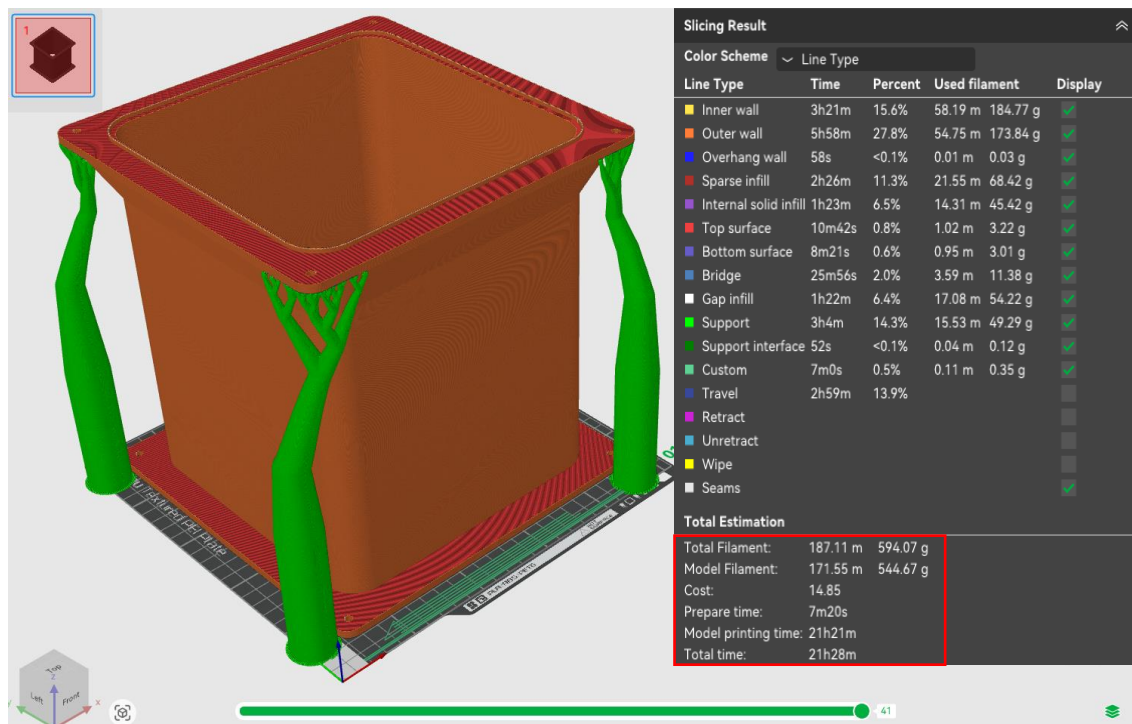 1
Slicing Result
Color Scheme Line Type
Line Type Time Percent Used filament Display
Inner wall 3h21m 15.6% 58.19 m 184.77 g
Outer wall 5h58m 27.8% 54.75 m 173.84 g
Overhang wall 58s <0.1% 0.01 m 0.03 g
Sparse infill 2h26m 11.3% 21.55 m 68.42 g
Internal solid infill 1h23m 6.5% 14.31 m 45.42 g
Top surface 10m42s 0.8% 1.02 m 3.22 g
Bottom surface 8m21s 0.6% 0.95 m 3.01 g
Bridge 25m56s 2.0% 3.59 m 11.38 g
Gap infill 1h22m 6.4% 17.08 m 54.22 g
Support 3h4m 14.3% 15.53 m 49.29 g
Support interface 52s <0.1% 0.04 m 0.12 g
Custom 7m0s 0.5% 0.11 m 0.35 g
Travel 2h59m 13.9%
Retract
Unretract
Wipe
Seams
Total Estimation
Total Filament: 187.11 m 594.07 g
Model Filament: 171.55 m 544.67 g
Cost: 14.85
Prepare time: 7m20s
Model printing time: 21h21m
Total time: 21h28m
Textured PEI Plate
PLA/ABS/PETG
Top
Z
Left
Front
Y
X
41